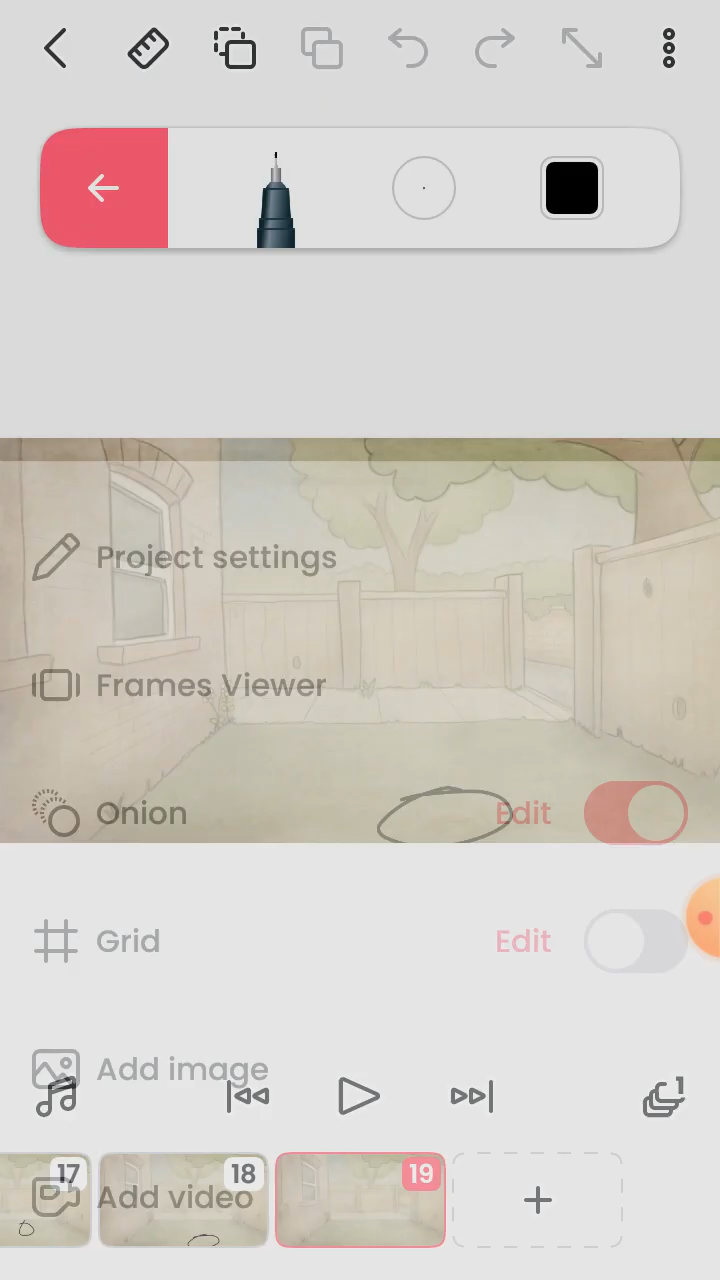 Project settings
Frames Viewer
Onion Edit
Grid Edit
Add image
1
17 18 19
Add video